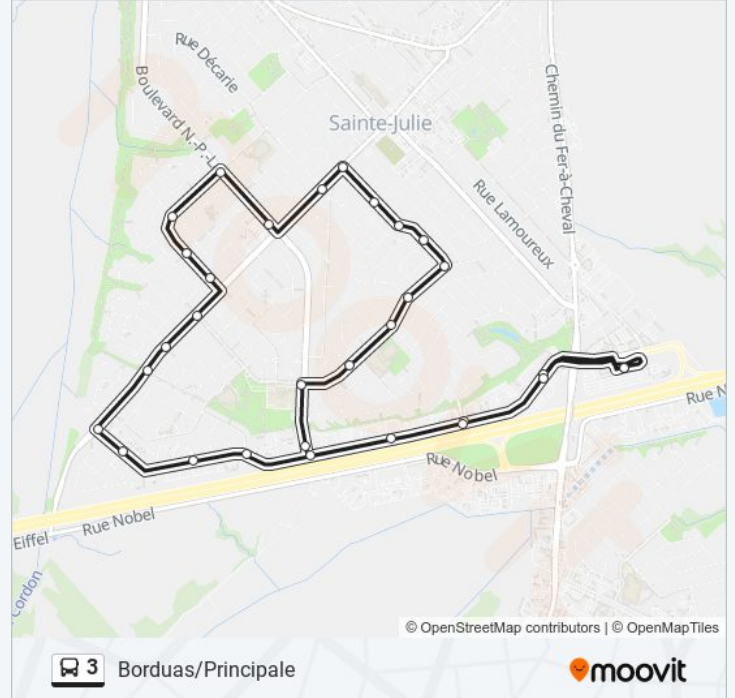 Rue Décarie
Boulevard N.-P.-L
Sainte-Julie
Chemin du Fer-à-Cheval
Rue Lamoureux
Rue N
Rue Nobel
Rue Nobel
Eiffel
Cordon
© OpenStreetMap contributors | © OpenMapTiles
3 Borduas/Principale
moovit